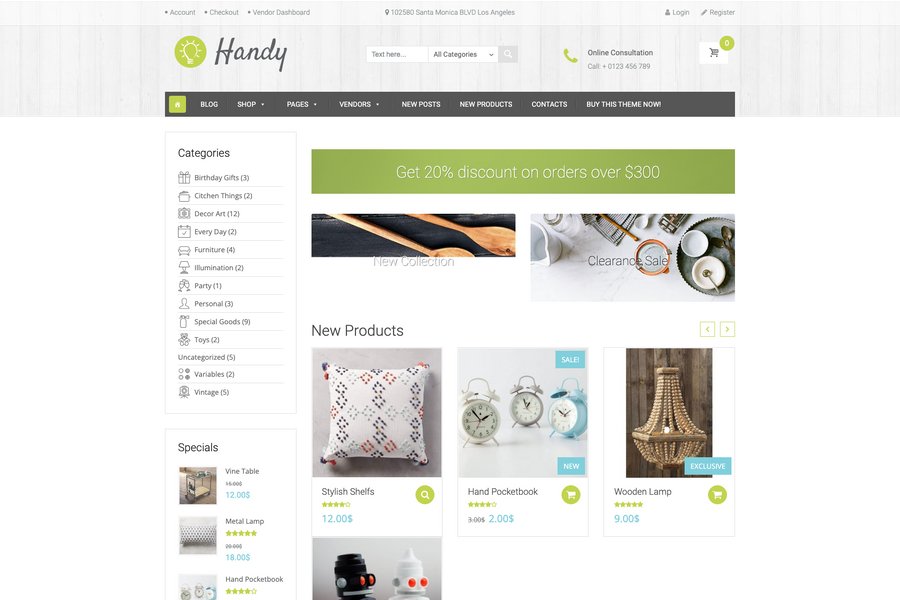 Account Checkout Vendor Dashboard 102580 Santa Monica BLVD Los Angeles Login Register
Handy
Text here... All Categories
Online Consultation
Call: + 0123 456 789
0
BLOG SHOP PAGES VENDORS NEW POSTS NEW PRODUCTS CONTACTS BUY THIS THEME NOW!
Categories
Birthday Gifts (3)
Citchen Things (2)
Decor Art (12)
Every Day (2)
Furniture (4)
Illumination (2)
Party (1)
Personal (3)
Special Goods (9)
Toys (2)
Uncategorized (5)
Variables (2)
Vintage (5)
Specials
Vine Table
15.00$
12.00$
Metal Lamp
20.00$
18.00$
Hand Pocketbook
Get 20% discount on orders over $300
New Collection
Clearance Sale
New Products
Stylish Shelfs
12.00$
SALE!
NEW
Hand Pocketbook
3.00$ 2.00$
EXCLUSIVE
Wooden Lamp
9.00$